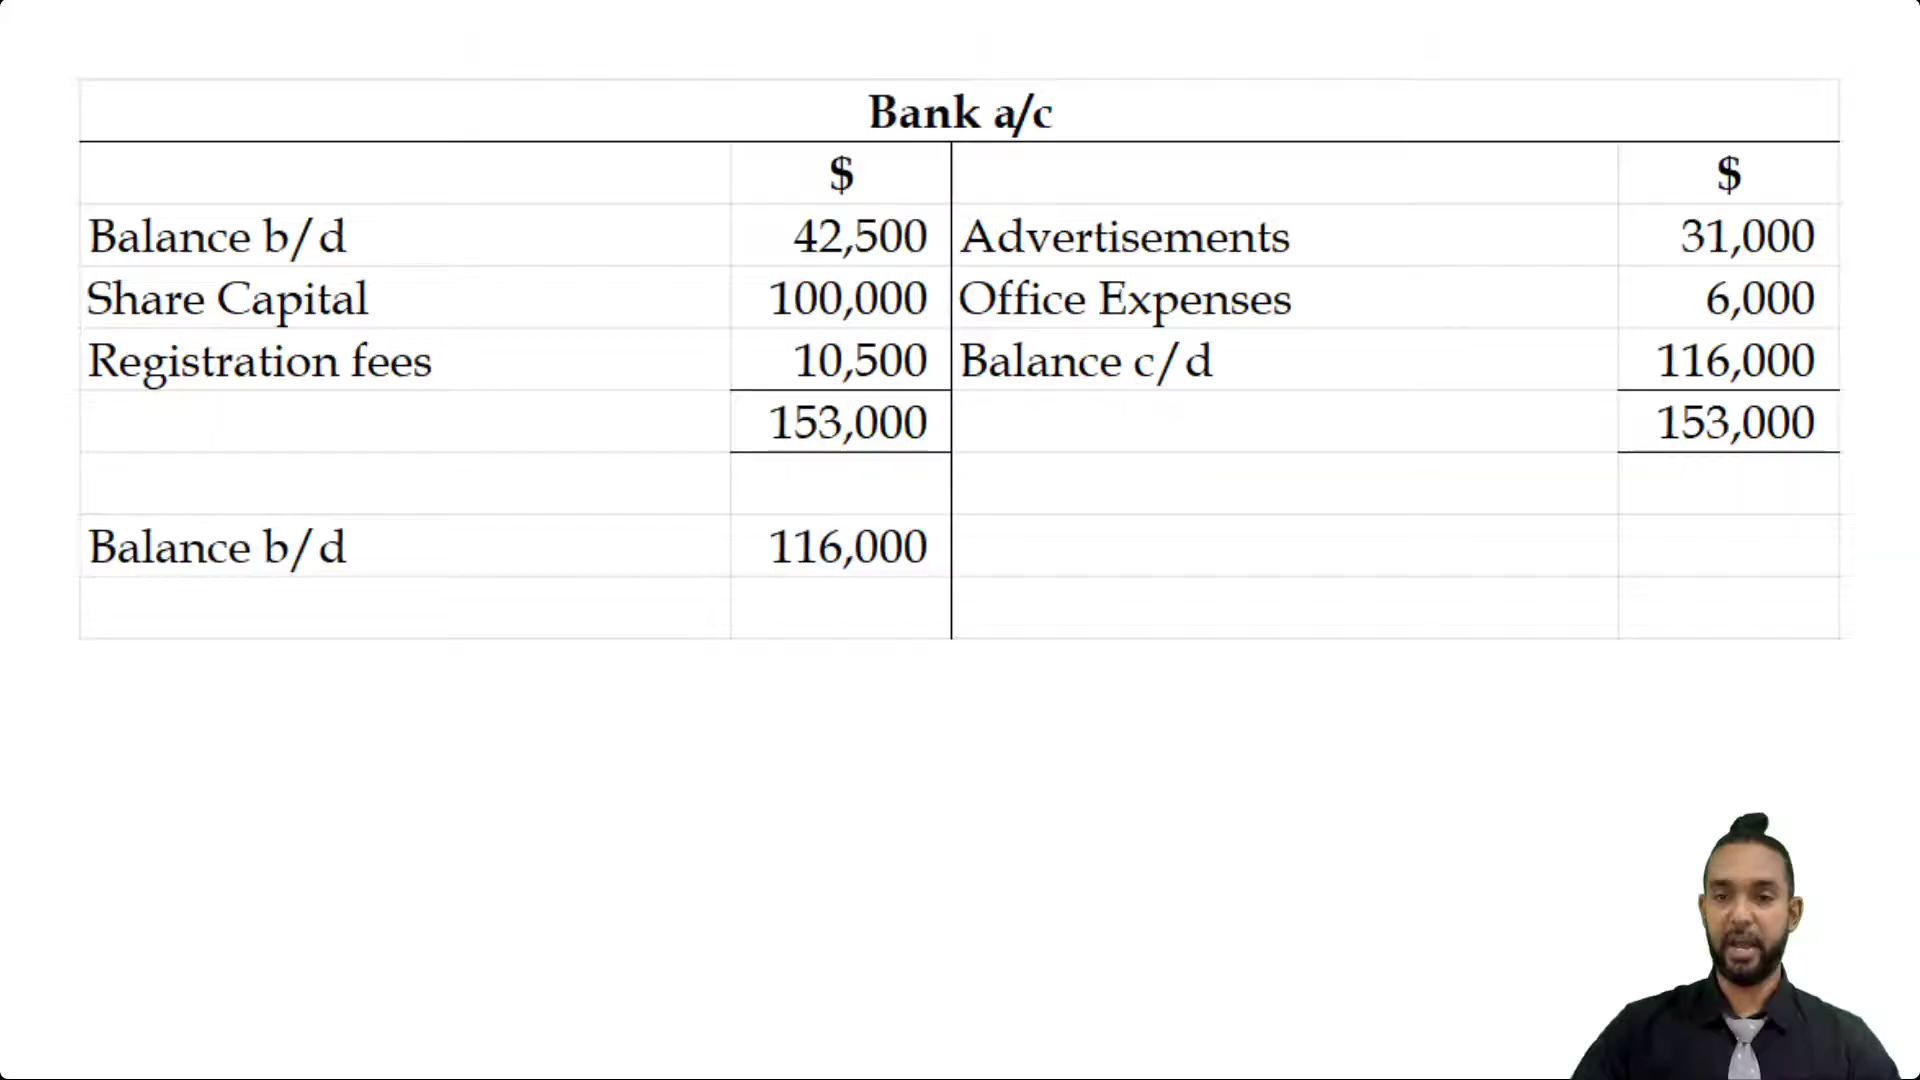 Bank a/c
$ $
Balance b/d 42,500 Advertisements 31,000
Share Capital 100,000 Office Expenses 6,000
Registration fees 10,500 Balance c/d 116,000
153,000 153,000
Balance b/d 116,000